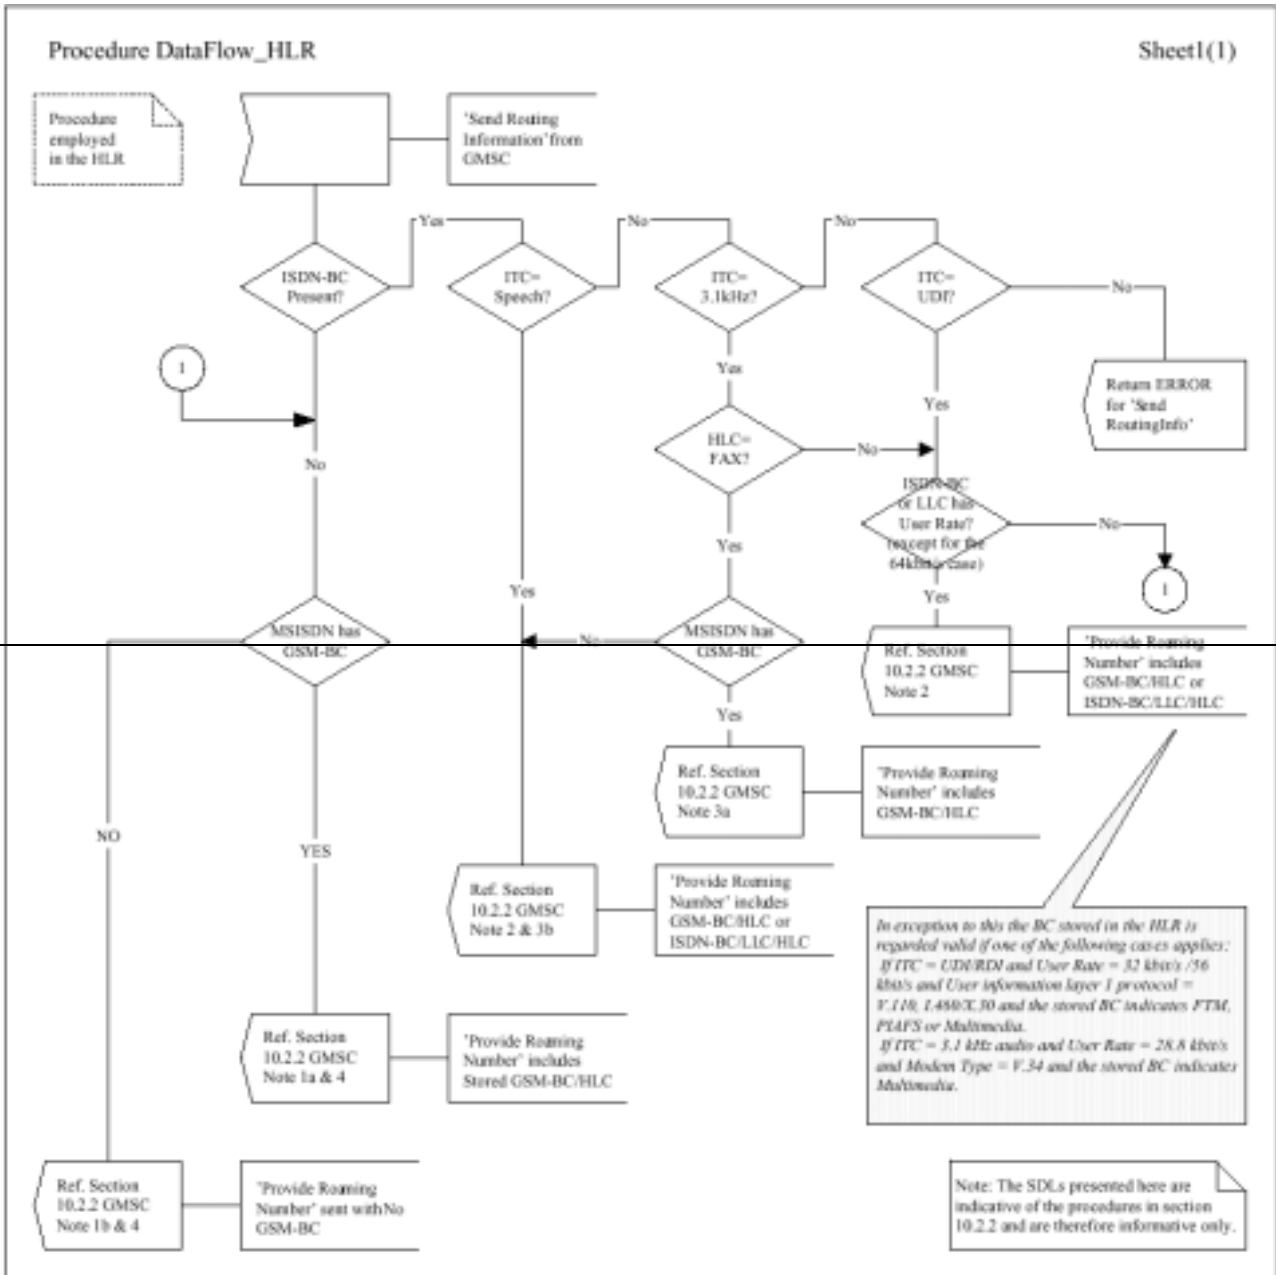 Procedure DataFlow_HLR
Sheet1(1)
Procedure
employed
in the HLR
'Send Routing
Information' from
GMSC
Yes
No
No
ISDN-BC
Present?
ITC=
Speech?
ITC=
3.1kHz?
ITC=
UDI?
No
1
Yes
Yes
Return ERROR
for 'Send
RoutingInfo'
No
HLC=
FAX?
No
ISDN-BC
or LLC has
User Rate?
(except for the
64kbit/s case)
No
Yes
Yes
Yes
1
MSISDN has
GSM-BC
No
MSISDN has
GSM-BC
Ref. Section
10.2.2 GMSC
Note 2
'Provide Roaming
Number' includes
GSM-BC/HLC or
ISDN-BC/LLC/HLC
Yes
Ref. Section
10.2.2 GMSC
Note 3a
'Provide Roaming
Number' includes
GSM-BC/HLC
NO
YES
Ref. Section
10.2.2 GMSC
Note 2 & 3b
'Provide Roaming
Number' includes
GSM-BC/HLC or
ISDN-BC/LLC/HLC
In exception to this the BC stored in the HLR is
regarded valid if one of the following cases applies:
If ITC = UDI/RDI and User Rate = 32 kbit/s /56
kbit/s and User information layer 1 protocol =
V.110, I.460/X.30 and the stored BC indicates FTM,
PIAFS or Multimedia.
If ITC = 3.1 kHz audio and User Rate = 28.8 kbit/s
and Modem Type = V.34 and the stored BC indicates
Multimedia.
Ref. Section
10.2.2 GMSC
Note 1a & 4
'Provide Roaming
Number' includes
Stored GSM-BC/HLC
Ref. Section
10.2.2 GMSC
Note 1b & 4
'Provide Roaming
Number' sent withNo
GSM-BC
Note: The SDLs presented here are
indicative of the procedures in section
10.2.2 and are therefore informative only.